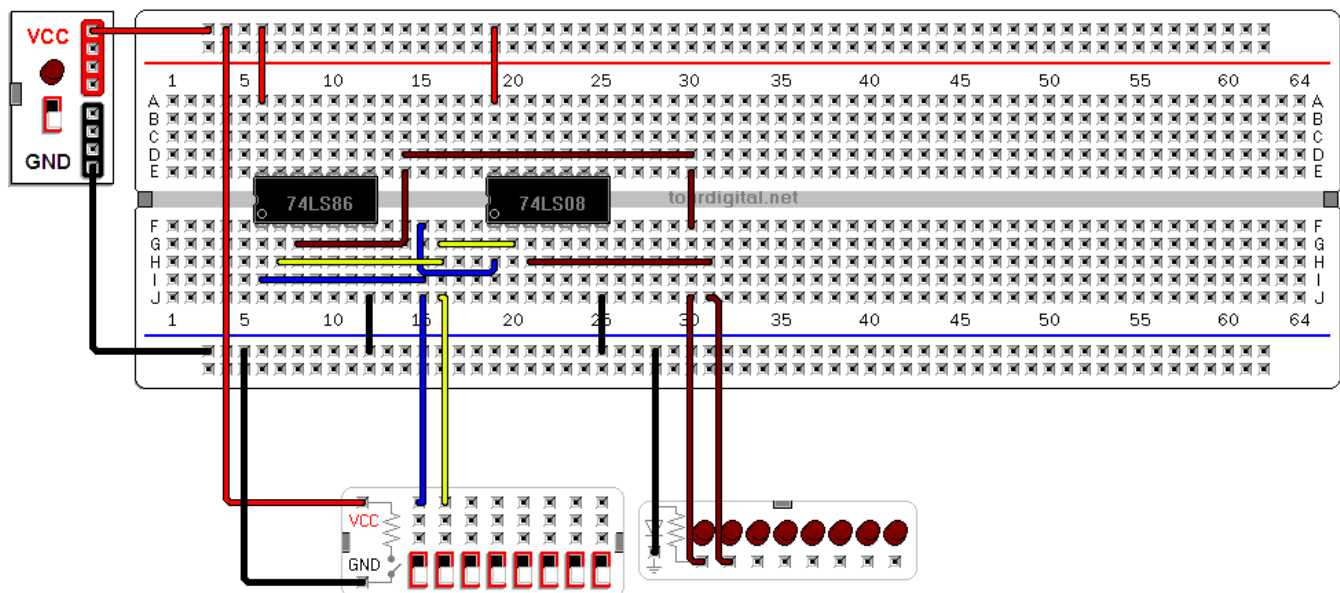 VCC
GND
1 5 10 15 20 25 30 35 40 45 50 55 60 64
A A
B B
C C
D D
E E
74LS86 74LS08
tourdigital.net
F F
G G
H H
I I
J J
1 5 10 15 20 25 30 35 40 45 50 55 60 64
VCC
GND